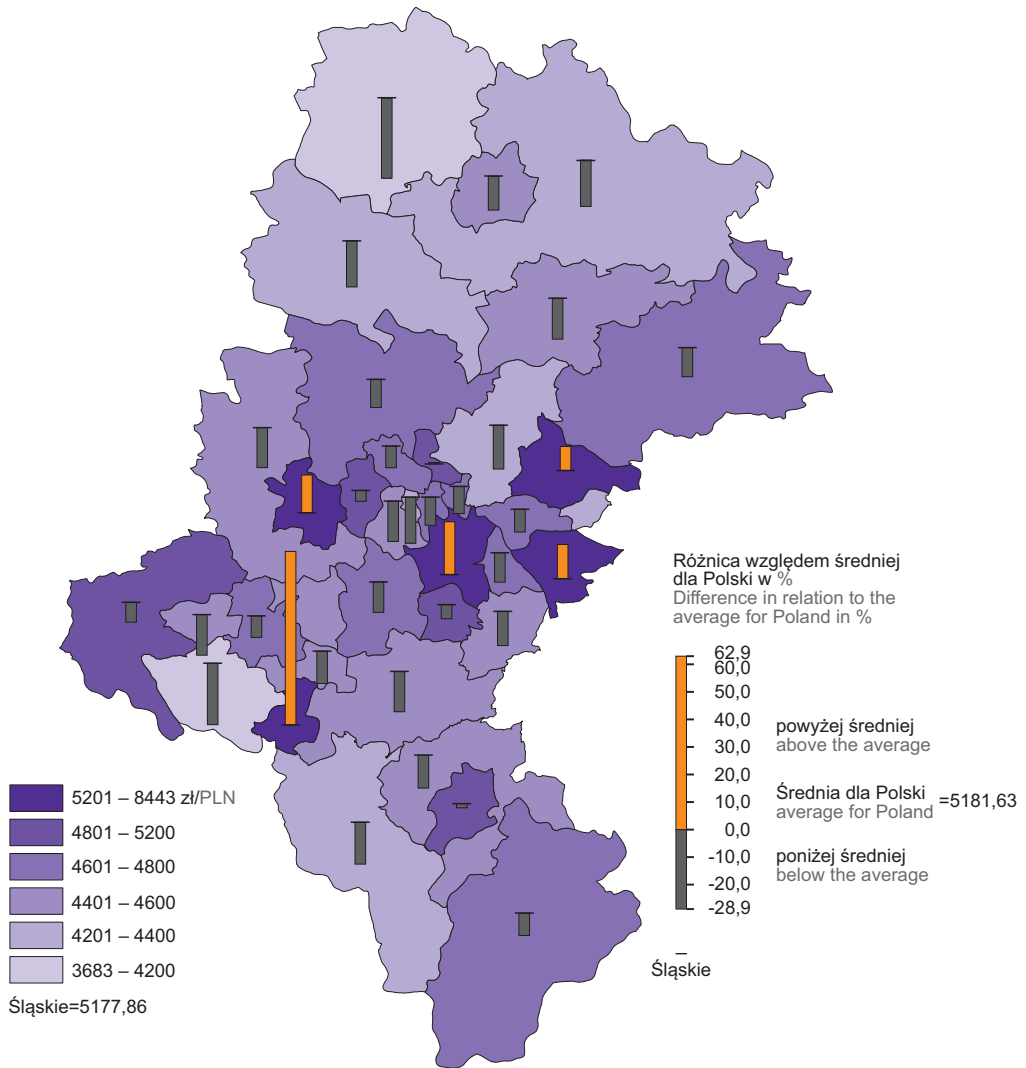 Różnica względem średniej
dla Polski w %
Difference in relation to the
average for Poland in %
62,9
60,0
50,0
40,0
30,0
20,0
10,0
0,0
-10,0
-20,0
-28,9
powyżej średniej
above the average
Średnia dla Polski
average for Poland =5181,63
poniżej średniej
below the average
Śląskie
5201 – 8443 zł/PLN
4801 – 5200
4601 – 4800
4401 – 4600
4201 – 4400
3683 – 4200
Śląskie=5177,86